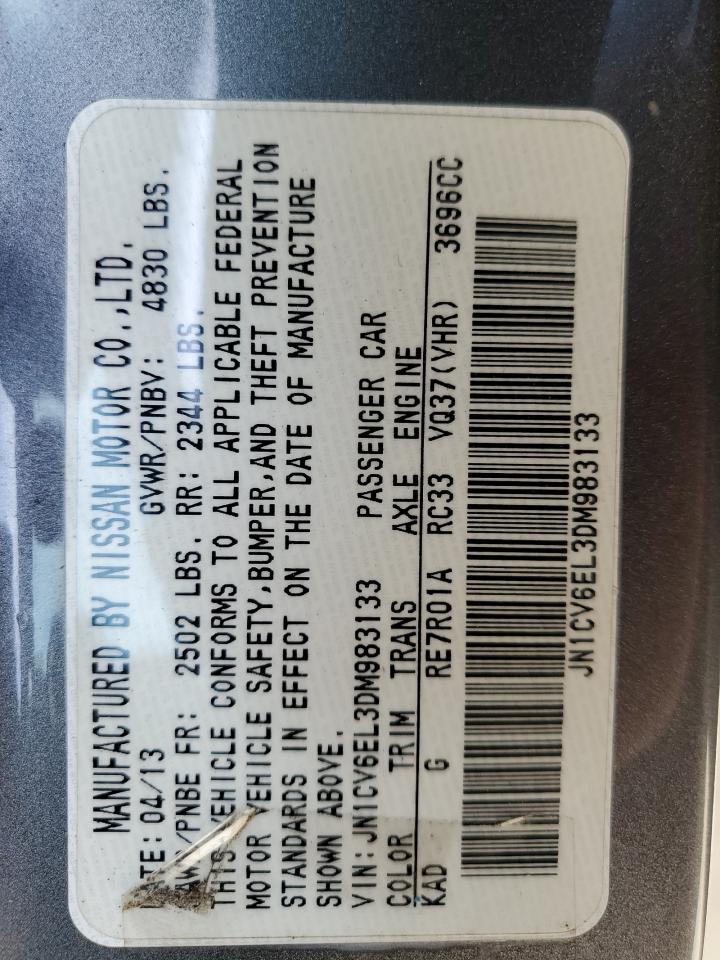 MANUFACTURED BY NISSAN MOTOR CO.,LTD.
04/13 GVWR/PNBV: 4830 LBS.
/PNBE FR: 2502 LBS. RR: 2344 LBS.
THIS VEHICLE CONFORMS TO ALL APPLICABLE FEDERAL
MOTOR VEHICLE SAFETY,BUMPER,AND THEFT PREVENTION
STANDARDS IN EFFECT ON THE DATE OF MANUFACTURE
SHOWN ABOVE.
VIN:JN1CV6EL3DM983133 PASSENGER CAR
COLOR TRIM TRANS AXLE ENGINE
KAD G RE7R01A RC33 VQ37(VHR) 3696CC
JN1CV6EL3DM983133